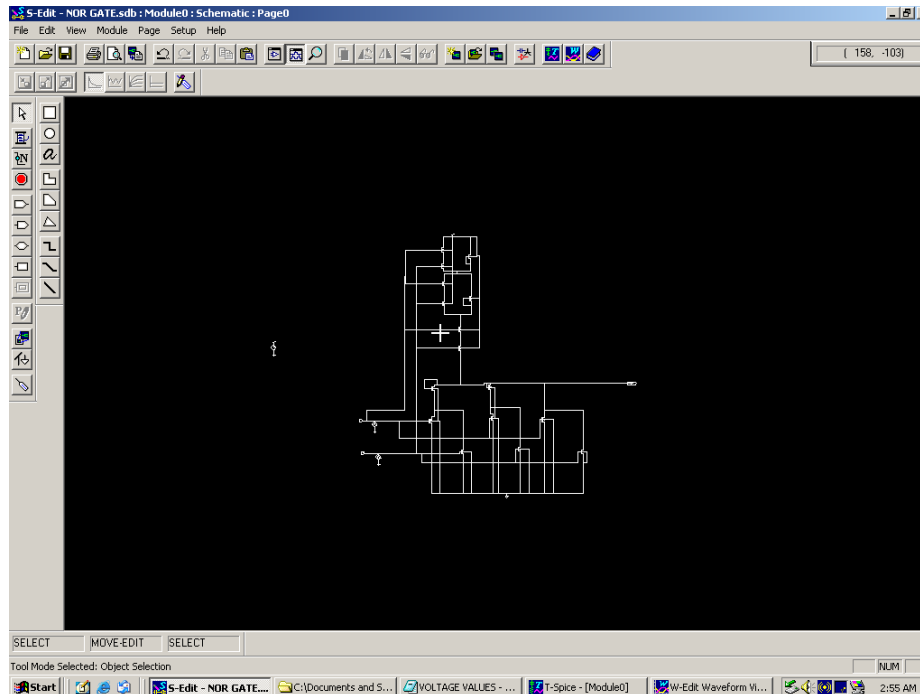 S-Edit - NOR GATE.sdb : Module0 : Schematic : Page0
File Edit View Module Page Setup Help
( 158, -103)
SELECT MOVE-EDIT SELECT
Tool Mode Selected: Object Selection NUM
Start S-Edit - NOR GATE.... C:\Documents and S... VOLTAGE VALUES - ... T-Spice - [Module0] W-Edit Waveform Vi... 2:55 AM